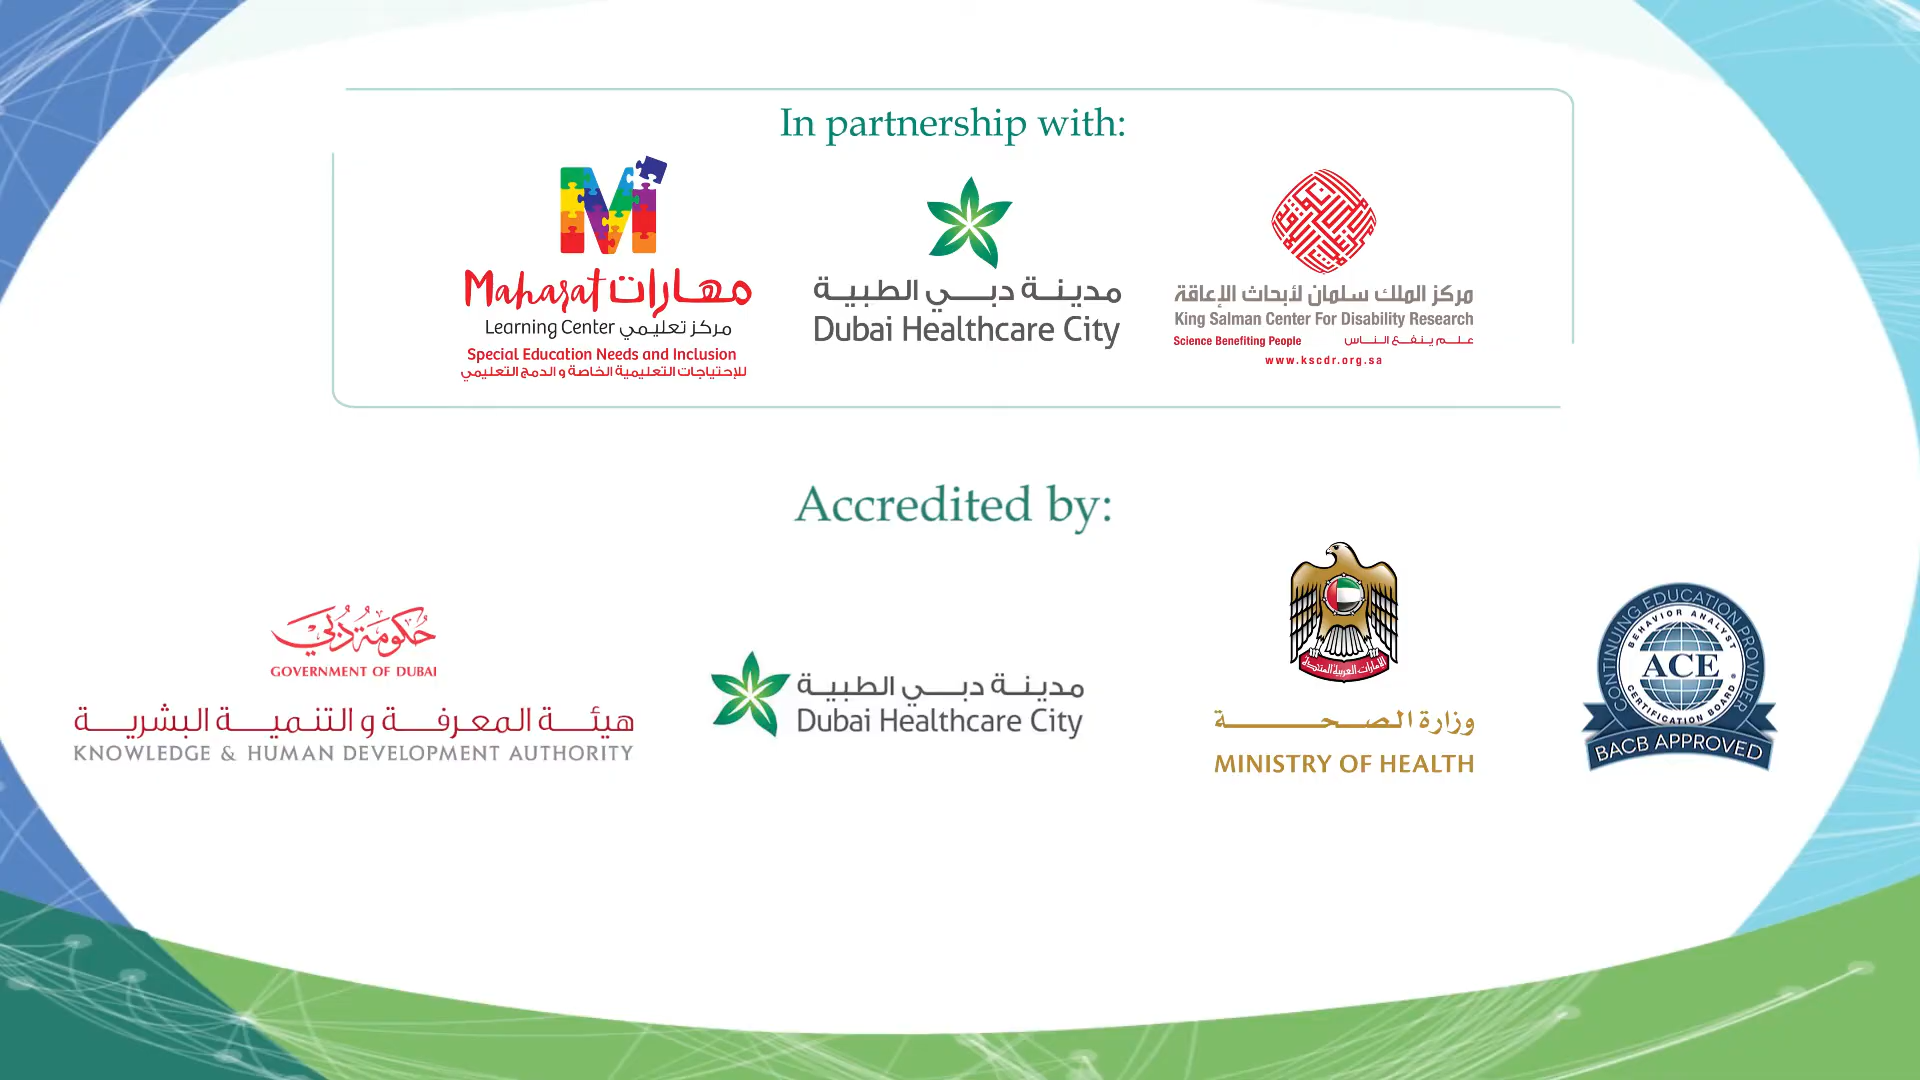 In partnership with:
Maharat مهارات
Learning Center مركز تعليمي
Special Education Needs and Inclusion
للإحتياجات التعليمية الخاصة و الدمج التعليمي
مدينة دبي الطبية
Dubai Healthcare City
مركز الملك سلمان لأبحاث الإعاقة
King Salman Center For Disability Research
Science Benefiting People علم ينفع الناس
www.kscdr.org.sa
Accredited by:
حكومة دبي
GOVERNMENT OF DUBAI
هيئة المعرفة و التنمية البشرية
KNOWLEDGE & HUMAN DEVELOPMENT AUTHORITY
مدينة دبي الطبية
Dubai Healthcare City
الإمارات العربية المتحدة
وزارة الصحة
MINISTRY OF HEALTH
CONTINUING EDUCATION PROVIDER
BEHAVIOR ANALYST
ACE
CERTIFICATION BOARD®
BACB APPROVED